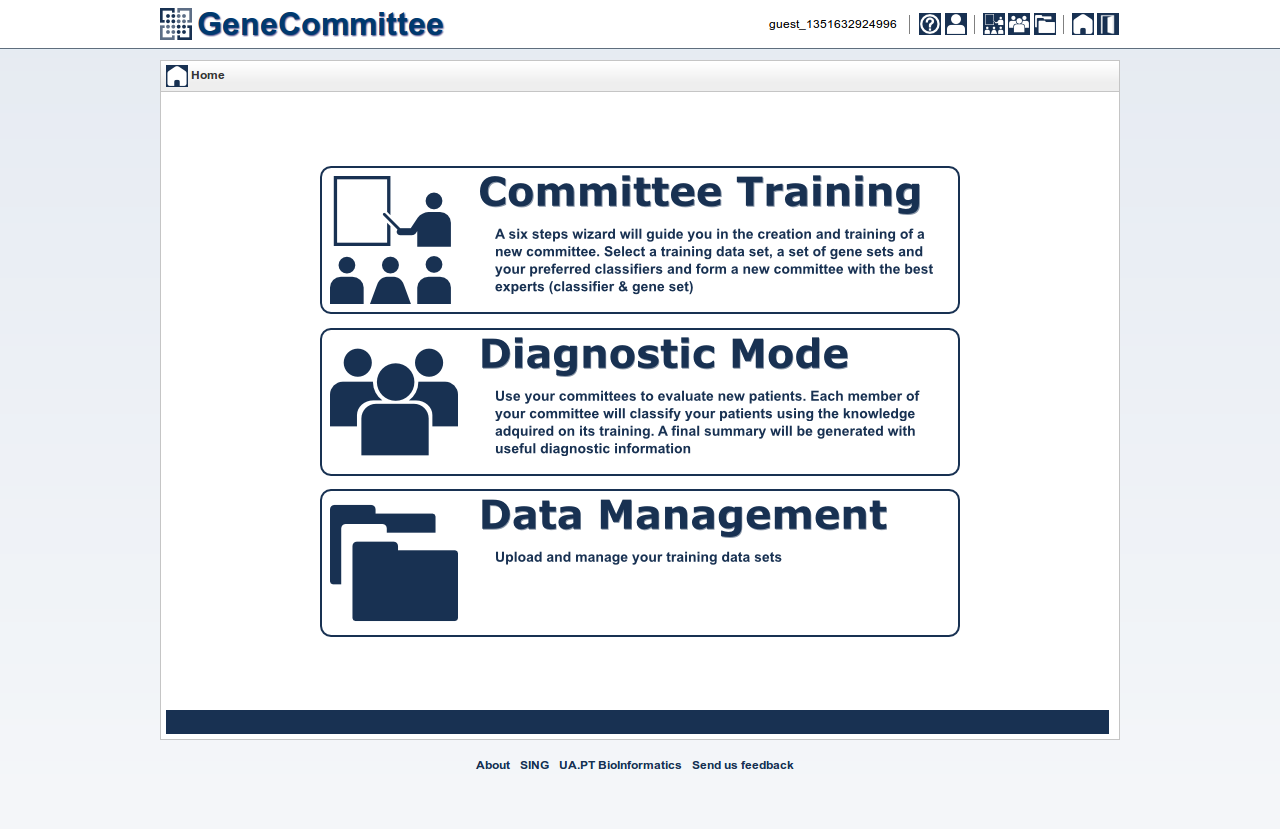 GeneCommittee
guest_1351632924996
Home
Committee Training
A six steps wizard will guide you in the creation and training of a
new committee. Select a training data set, a set of gene sets and
your preferred classifiers and form a new committee with the best
experts (classifier & gene set)
Diagnostic Mode
Use your committees to evaluate new patients. Each member of
your committee will classify your patients using the knowledge
adquired on its training. A final summary will be generated with
useful diagnostic information
Data Management
Upload and manage your training data sets
About SING UA.PT BioInformatics Send us feedback